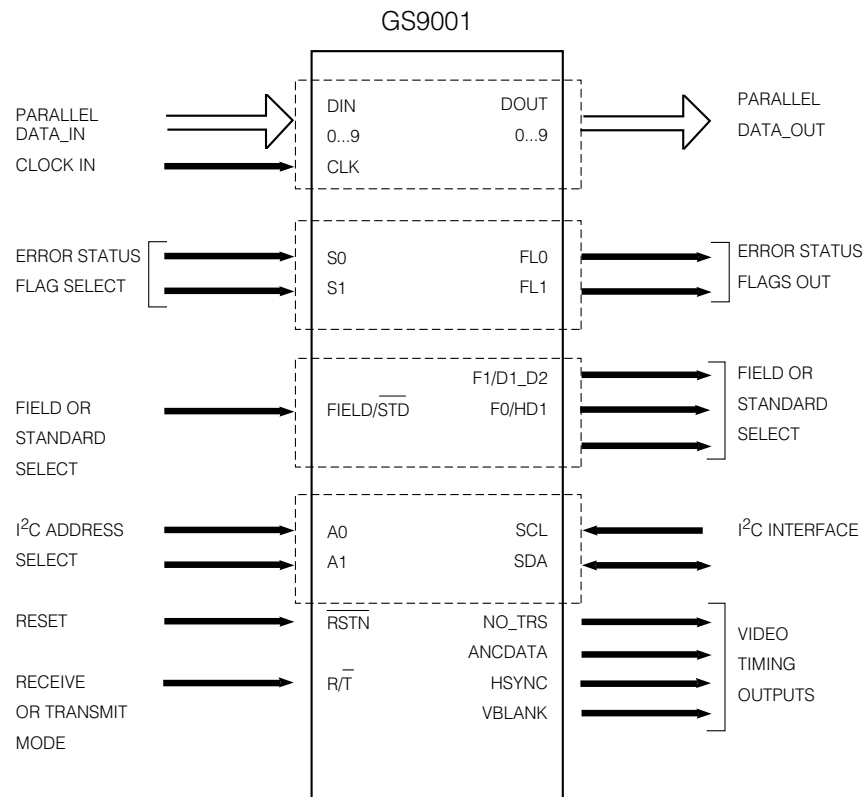 GS9001
PARALLEL
DATA_IN
CLOCK IN
DIN
0...9
CLK
DOUT
0...9
PARALLEL
DATA_OUT
ERROR STATUS
FLAG SELECT
S0
S1
FL0
FL1
ERROR STATUS
FLAGS OUT
FIELD OR
STANDARD
SELECT
FIELD/STD
F1/D1_D2
F0/HD1
FIELD OR
STANDARD
SELECT
I²C ADDRESS
SELECT
A0
A1
SCL
SDA
I²C INTERFACE
RESET
RSTN
RECEIVE
OR TRANSMIT
MODE
R/T
NO_TRS
ANCDATA
HSYNC
VBLANK
VIDEO
TIMING
OUTPUTS